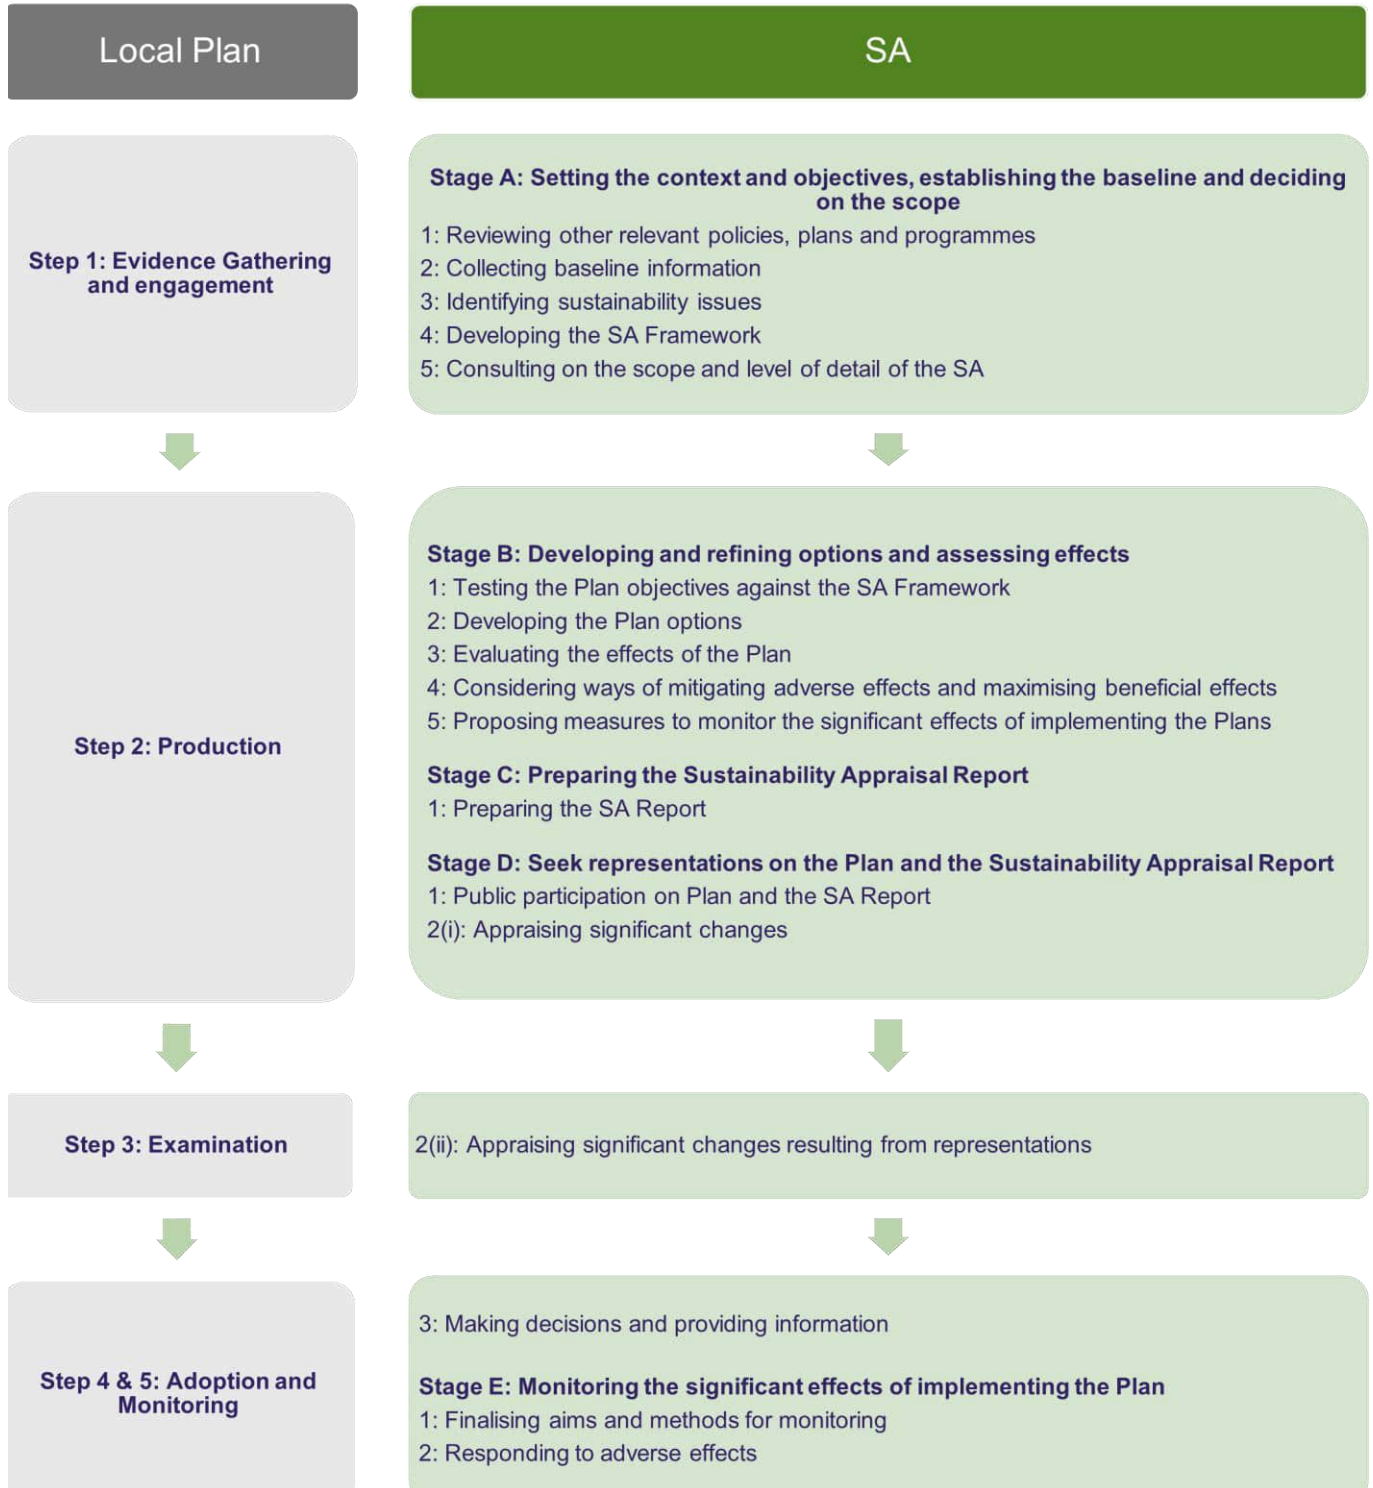 Local Plan
SA
Step 1: Evidence Gathering
and engagement
Stage A: Setting the context and objectives, establishing the baseline and deciding
on the scope
1: Reviewing other relevant policies, plans and programmes
2: Collecting baseline information
3: Identifying sustainability issues
4: Developing the SA Framework
5: Consulting on the scope and level of detail of the SA
Step 2: Production
Stage B: Developing and refining options and assessing effects
1: Testing the Plan objectives against the SA Framework
2: Developing the Plan options
3: Evaluating the effects of the Plan
4: Considering ways of mitigating adverse effects and maximising beneficial effects
5: Proposing measures to monitor the significant effects of implementing the Plans
Stage C: Preparing the Sustainability Appraisal Report
1: Preparing the SA Report
Stage D: Seek representations on the Plan and the Sustainability Appraisal Report
1: Public participation on Plan and the SA Report
2(i): Appraising significant changes
Step 3: Examination
2(ii): Appraising significant changes resulting from representations
Step 4 & 5: Adoption and
Monitoring
3: Making decisions and providing information
Stage E: Monitoring the significant effects of implementing the Plan
1: Finalising aims and methods for monitoring
2: Responding to adverse effects